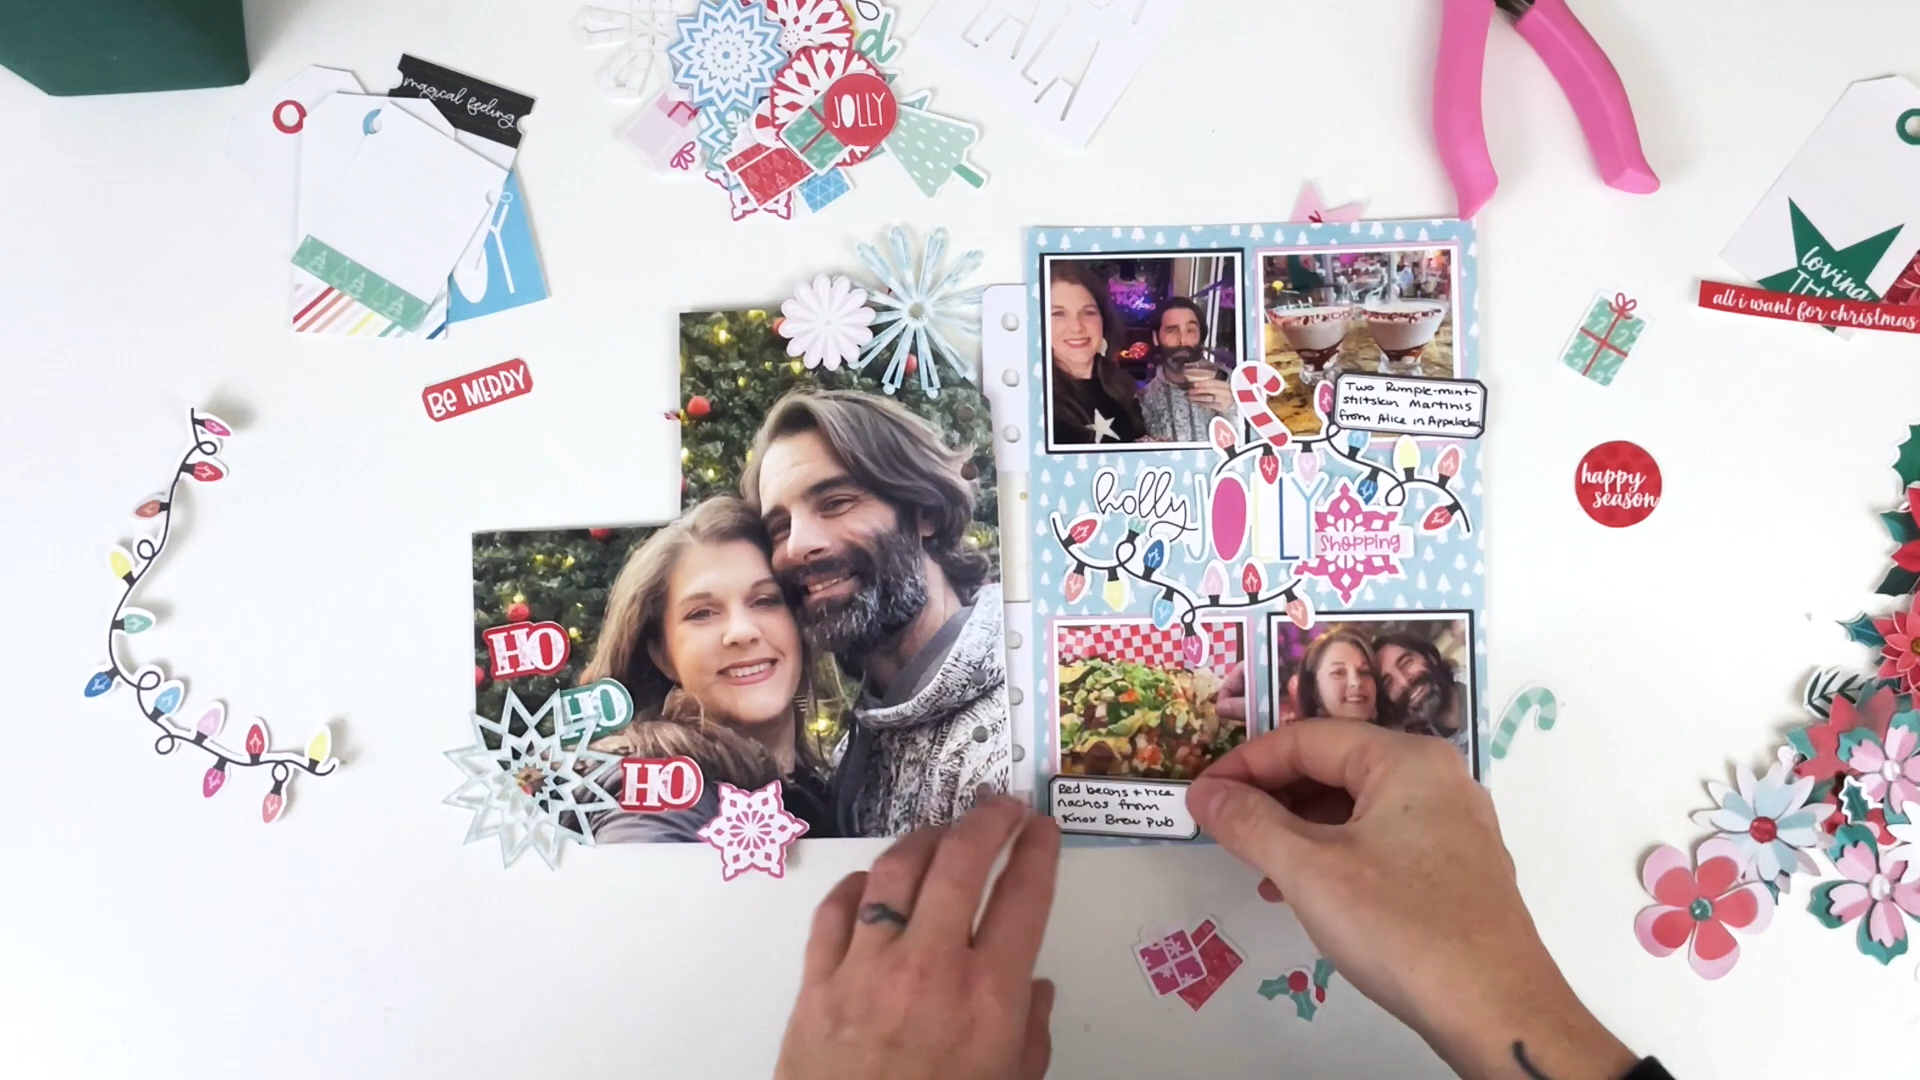 magical feeling
JOLLY
d
BE MERRY
HO
HO
HO
Two Rumple-mint-
stiltskin Martinis
from Alice in Appalachia
holly
JOLLY
Shopping
Red beans + rice
nachos from
Knox Brew pub
happy
season
loving
all i want for christmas